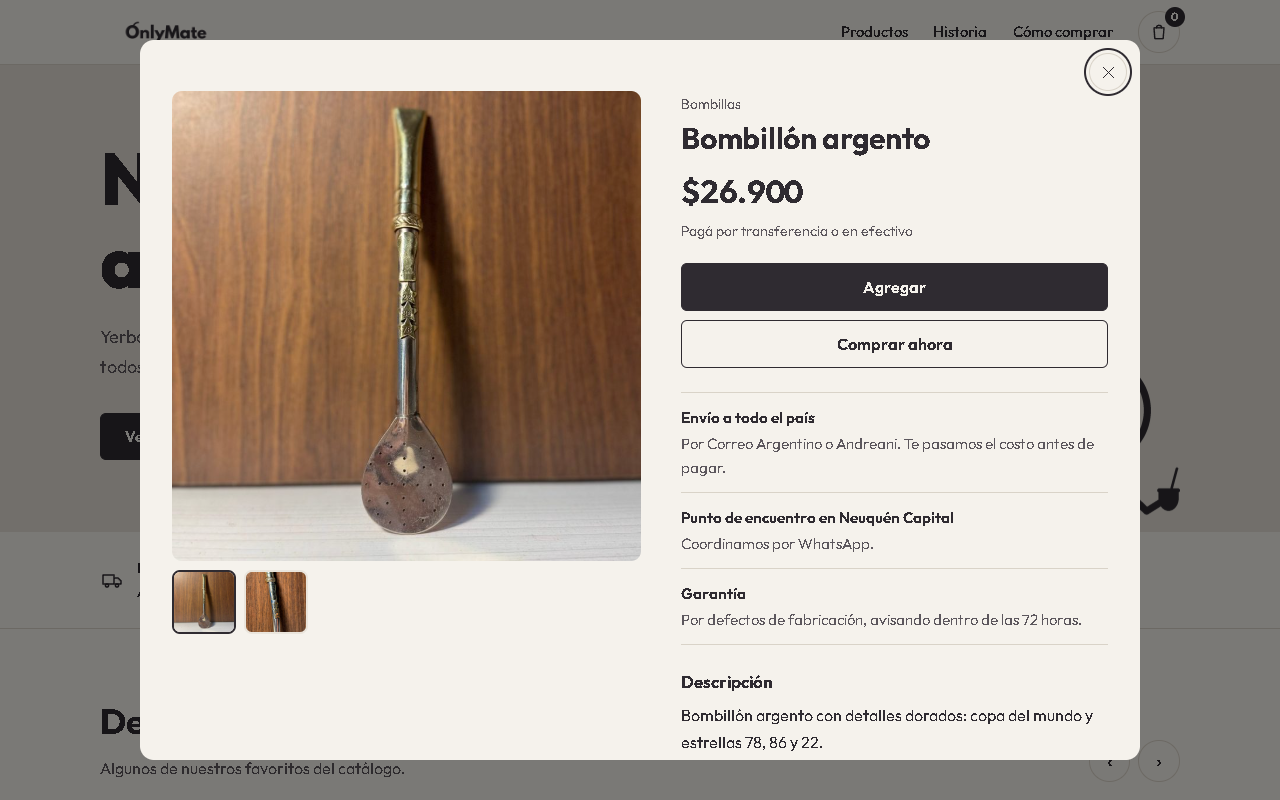 OnlyMate
Productos
Historia
Cómo comprar
0
Bombillas
Bombillón argento
$26.900
Pagá por transferencia o en efectivo
Agregar
Comprar ahora
Envío a todo el país
Por Correo Argentino o Andreani. Te pasamos el costo antes de
pagar.
Punto de encuentro en Neuquén Capital
Coordinamos por WhatsApp.
Garantía
Por defectos de fabricación, avisando dentro de las 72 horas.
Descripción
Bombillón argento con detalles dorados: copa del mundo y
estrellas 78, 86 y 22.
Algunos de nuestros favoritos del catálogo.